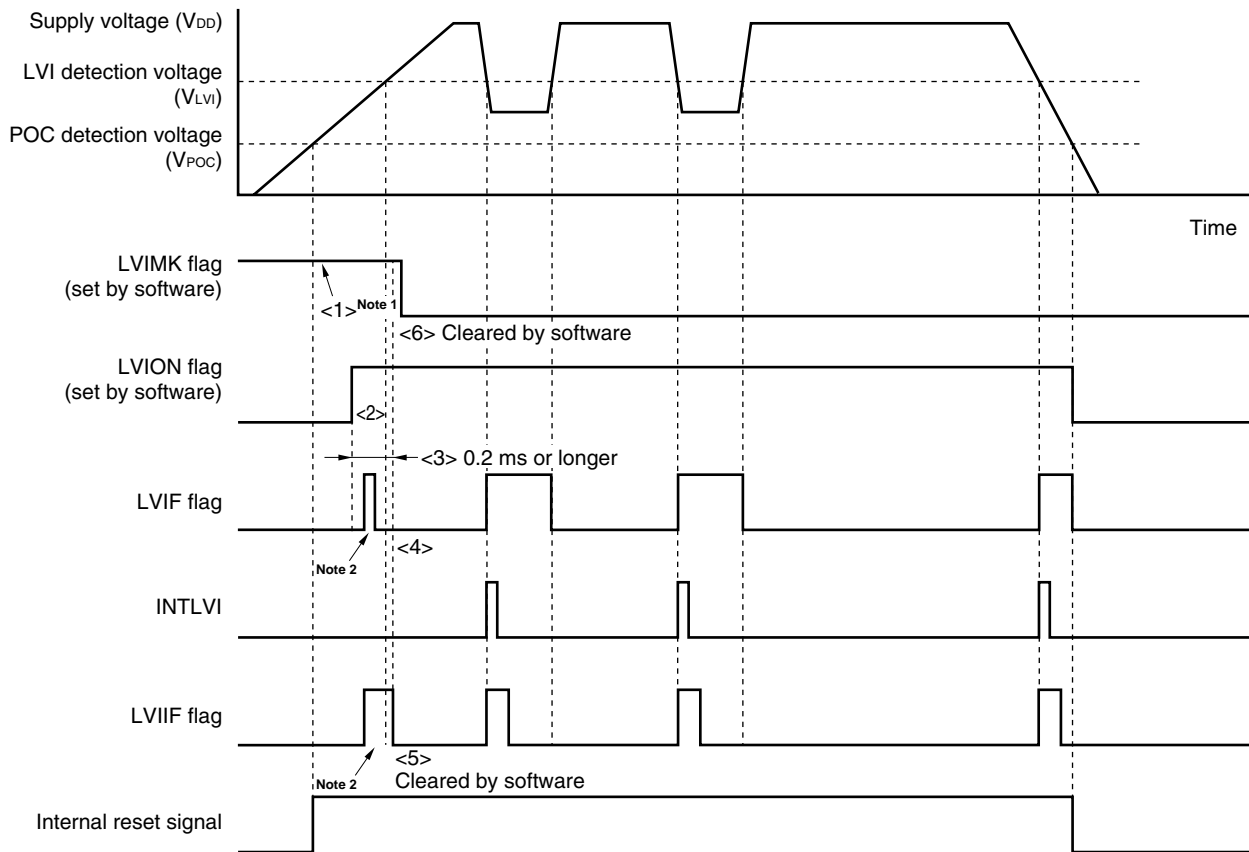 Supply voltage (VDD)
LVI detection voltage
(VLVI)
POC detection voltage
(VPOC)
Time
LVIMK flag
(set by software)
<1> Note 1
<6> Cleared by software
LVION flag
(set by software)
<2>
<3> 0.2 ms or longer
LVIF flag
Note 2
<4>
INTLVI
LVIIF flag
Note 2
<5>
Cleared by software
Internal reset signal